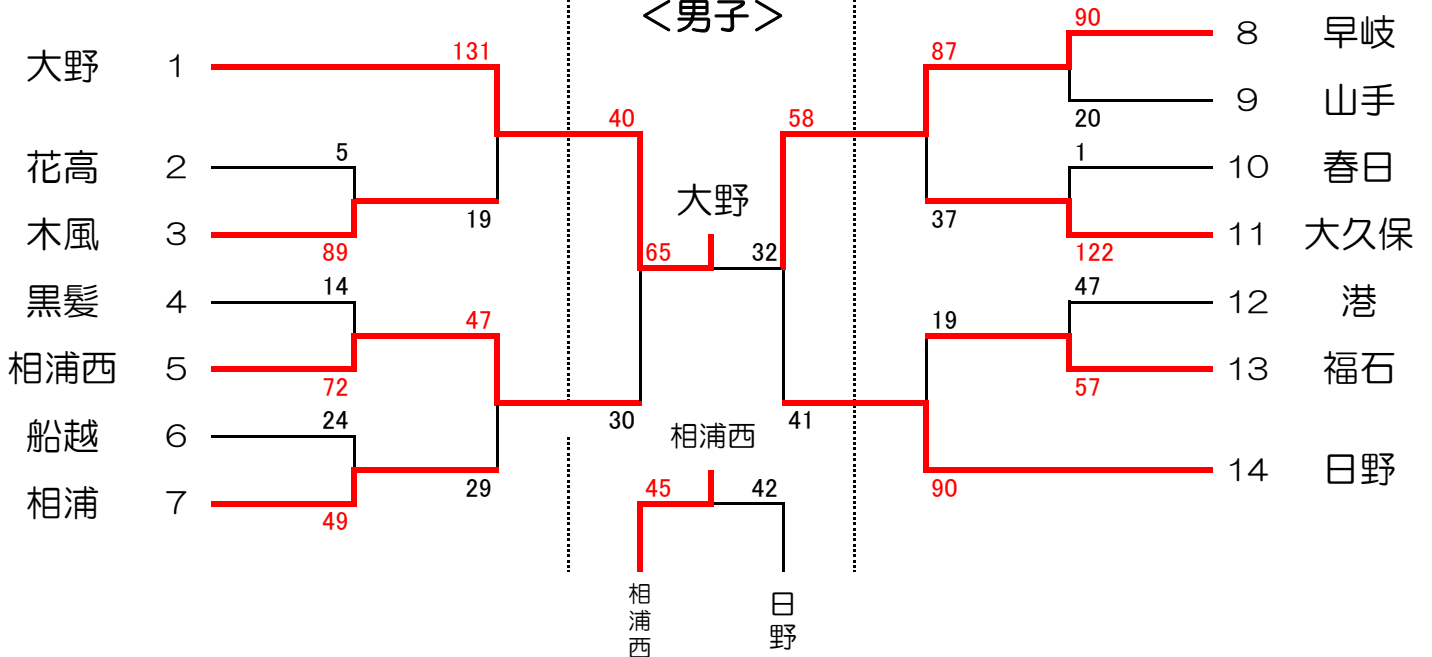 ＜男子＞
大野 1
131
花高 2
5
木風 3
89
19
黒髪 4
14
相浦西 5
72
47
船越 6
24
相浦 7
49
29
40
30
大野
65
32
58
41
相浦西
45
42
相浦西
日野
87
90
8 早岐
9 山手
20
1
10 春日
37
11 大久保
122
47
12 港
19
13 福石
57
14 日野
90